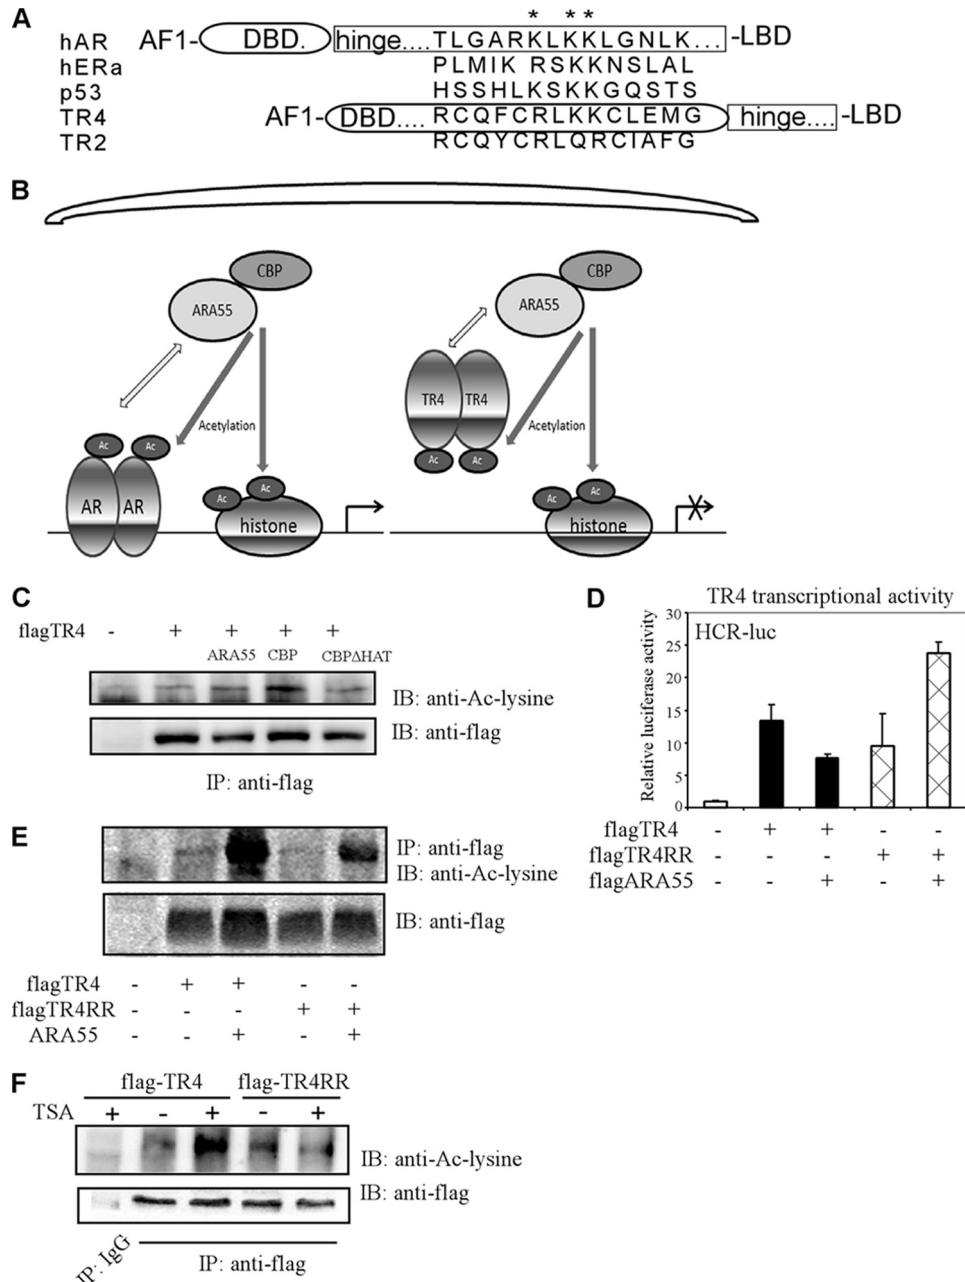 A
* * *
hAR AF1- DBD. hinge.... TLGARKLKKLGNLK... -LBD
hERa PLMIK RSKKNSLAL
p53 HSSHLKSKKGQSTS
TR4 AF1- DBD.... RCQFCRLKKCLEMG hinge.... -LBD
TR2 RCQYCRLQRCIAFG
B
CBP CBP
ARA55 ARA55
TR4 TR4
Acetylation Acetylation
Ac Ac Ac Ac
Ac Ac Ac Ac
AR AR histone histone
C
flagTR4 - + + + +
ARA55 CBP CBPΔHAT
IB: anti-Ac-lysine
IB: anti-flag
IP: anti-flag
D
TR4 transcriptional activity
HCR-luc
Relative luciferase activity
30
25
20
15
10
5
0
flagTR4 - + + - -
flagTR4RR - - - + +
flagARA55 - - + - +
E
IP: anti-flag
IB: anti-Ac-lysine
IB: anti-flag
flagTR4 - + + - -
flagTR4RR - - - + +
ARA55 - - + - +
F
flag-TR4 flag-TR4RR
TSA + - + - +
IB: anti-Ac-lysine
IB: anti-flag
IP: IgG
IP: anti-flag